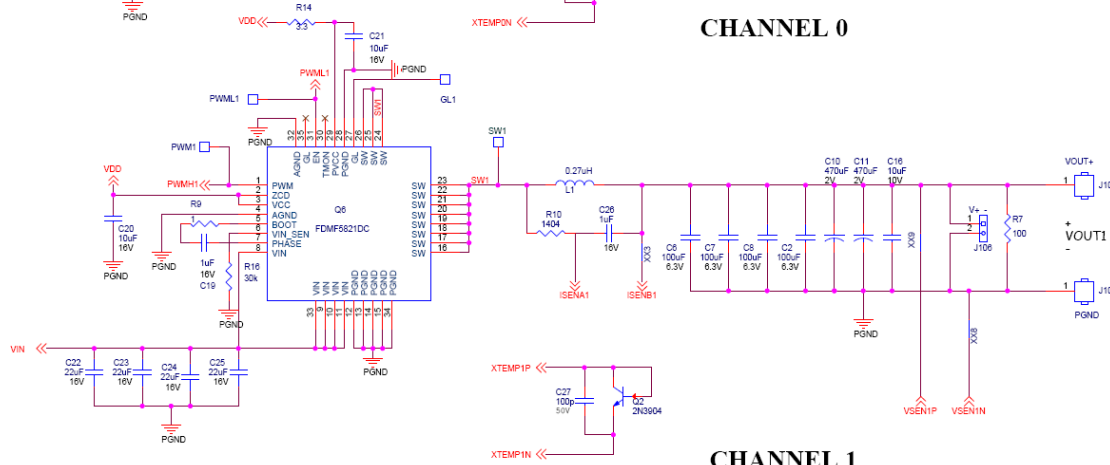 PGND
XTEMP0N
CHANNEL 0
VDD
R14
3.3
C21
10uF
16V
PGND
PWML1
GL1
PWML1
SW1
PGND
32
35
31
30
29
28
27
26
25
24
AGND
GL
EN
TMON
PVCC
PGND
GL
SW
SW
SW
PWM1
PWMH1
VDD
C20
10uF
16V
PGND
PGND
R9
1
1uF
16V
C19
R16
30k
PGND
1
2
3
4
5
6
7
8
PWM
ZCD
VCC
AGND
BOOT
VIN_SEN
PHASE
VIN
Q6
FDMF5821DC
SW
SW
SW
SW
SW
SW
SW
SW
23
22
21
20
19
18
17
16
VIN
VIN
VIN
VIN
PGND
PGND
PGND
PGND
PGND
33
9
10
11
12
13
14
15
34
PGND
SW1
SW1
0.27uH
L1
R10
1404
C26
1uF
16V
XX3
ISENA1
ISENB1
C6
100uF
6.3V
C7
100uF
6.3V
C8
100uF
6.3V
C2
100uF
6.3V
C10
470uF
2V
C11
470uF
2V
C16
10uF
10V
PGND
XX9
XX8
VSEN1P
VSEN1N
V+ -
1
2
J106
R7
100
VOUT+
1
J10
+
VOUT1
-
1
J10
PGND
VIN
C22
22uF
16V
C23
22uF
16V
C24
22uF
16V
C25
22uF
16V
PGND
XTEMP1P
C27
100p
50V
Q2
2N3904
XTEMP1N
CHANNEL 1